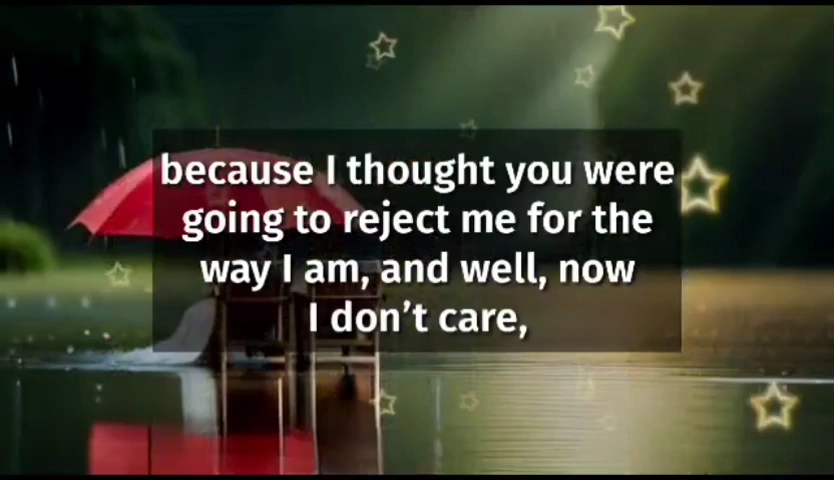 because I thought you were
going to reject me for the
way I am, and well, now
I don’t care,